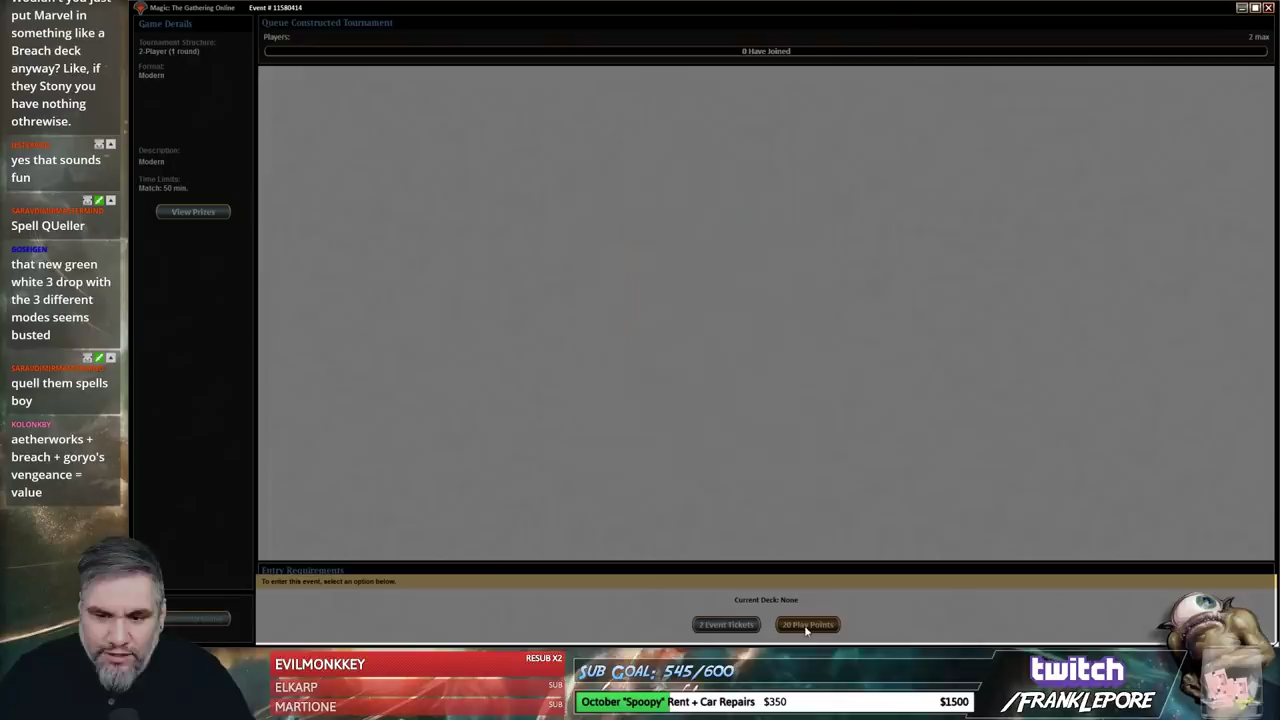 Wouldn't you just
put Marvel in
something like a
Breach deck
anyway? Like, if
they Stony you
have nothing
othrewise.
yes that sounds
fun
SARAVDIMIRMASTERMIND
Spell QUeller
GOSEIGEN
that new green
white 3 drop with
the 3 different
modes seems
busted
quell them spells
boy
KOLONKBY
aetherworks +
breach + goryo's
vengeance =
value
Magic: The Gathering Online Event # 11580414
Game Details
Tournament Structure:
2-Player (1 round)
Format:
Modern
Description:
Modern
Time Limits:
Match: 50 min.
View Prizes
Queue Constructed Tournament
Players: 2 max
0 Have Joined
Entry Requirements
To enter this event, select an option below.
Current Deck: None
2 Event Tickets 20 Play Points
EVILMONKKEY RESUB X2
ELKARP SUB
MARTIONE SUB
SUB GOAL: 545/600
October "Spoopy" Rent + Car Repairs $350 $1500
twitch
/FRANKLEPORE